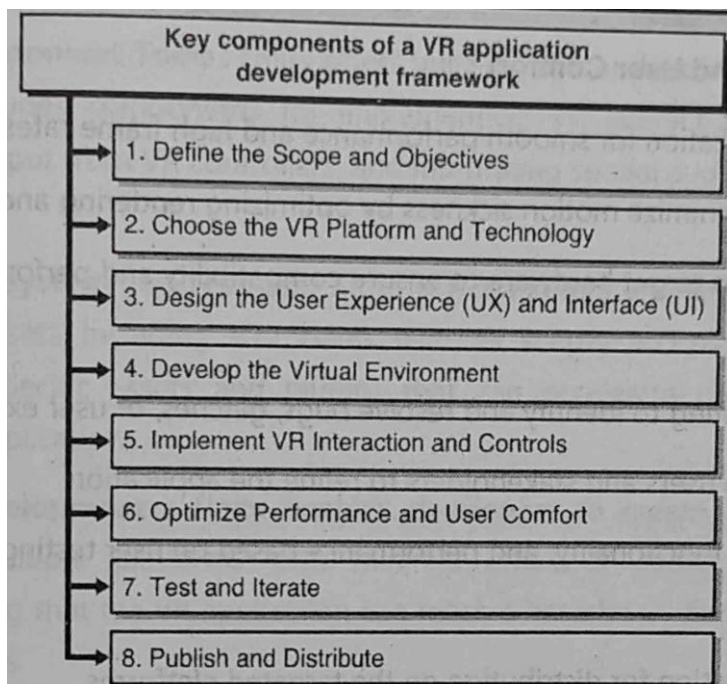 Key components of a VR application
development framework
1. Define the Scope and Objectives
2. Choose the VR Platform and Technology
3. Design the User Experience (UX) and Interface (UI)
4. Develop the Virtual Environment
5. Implement VR Interaction and Controls
6. Optimize Performance and User Comfort
7. Test and Iterate
8. Publish and Distribute